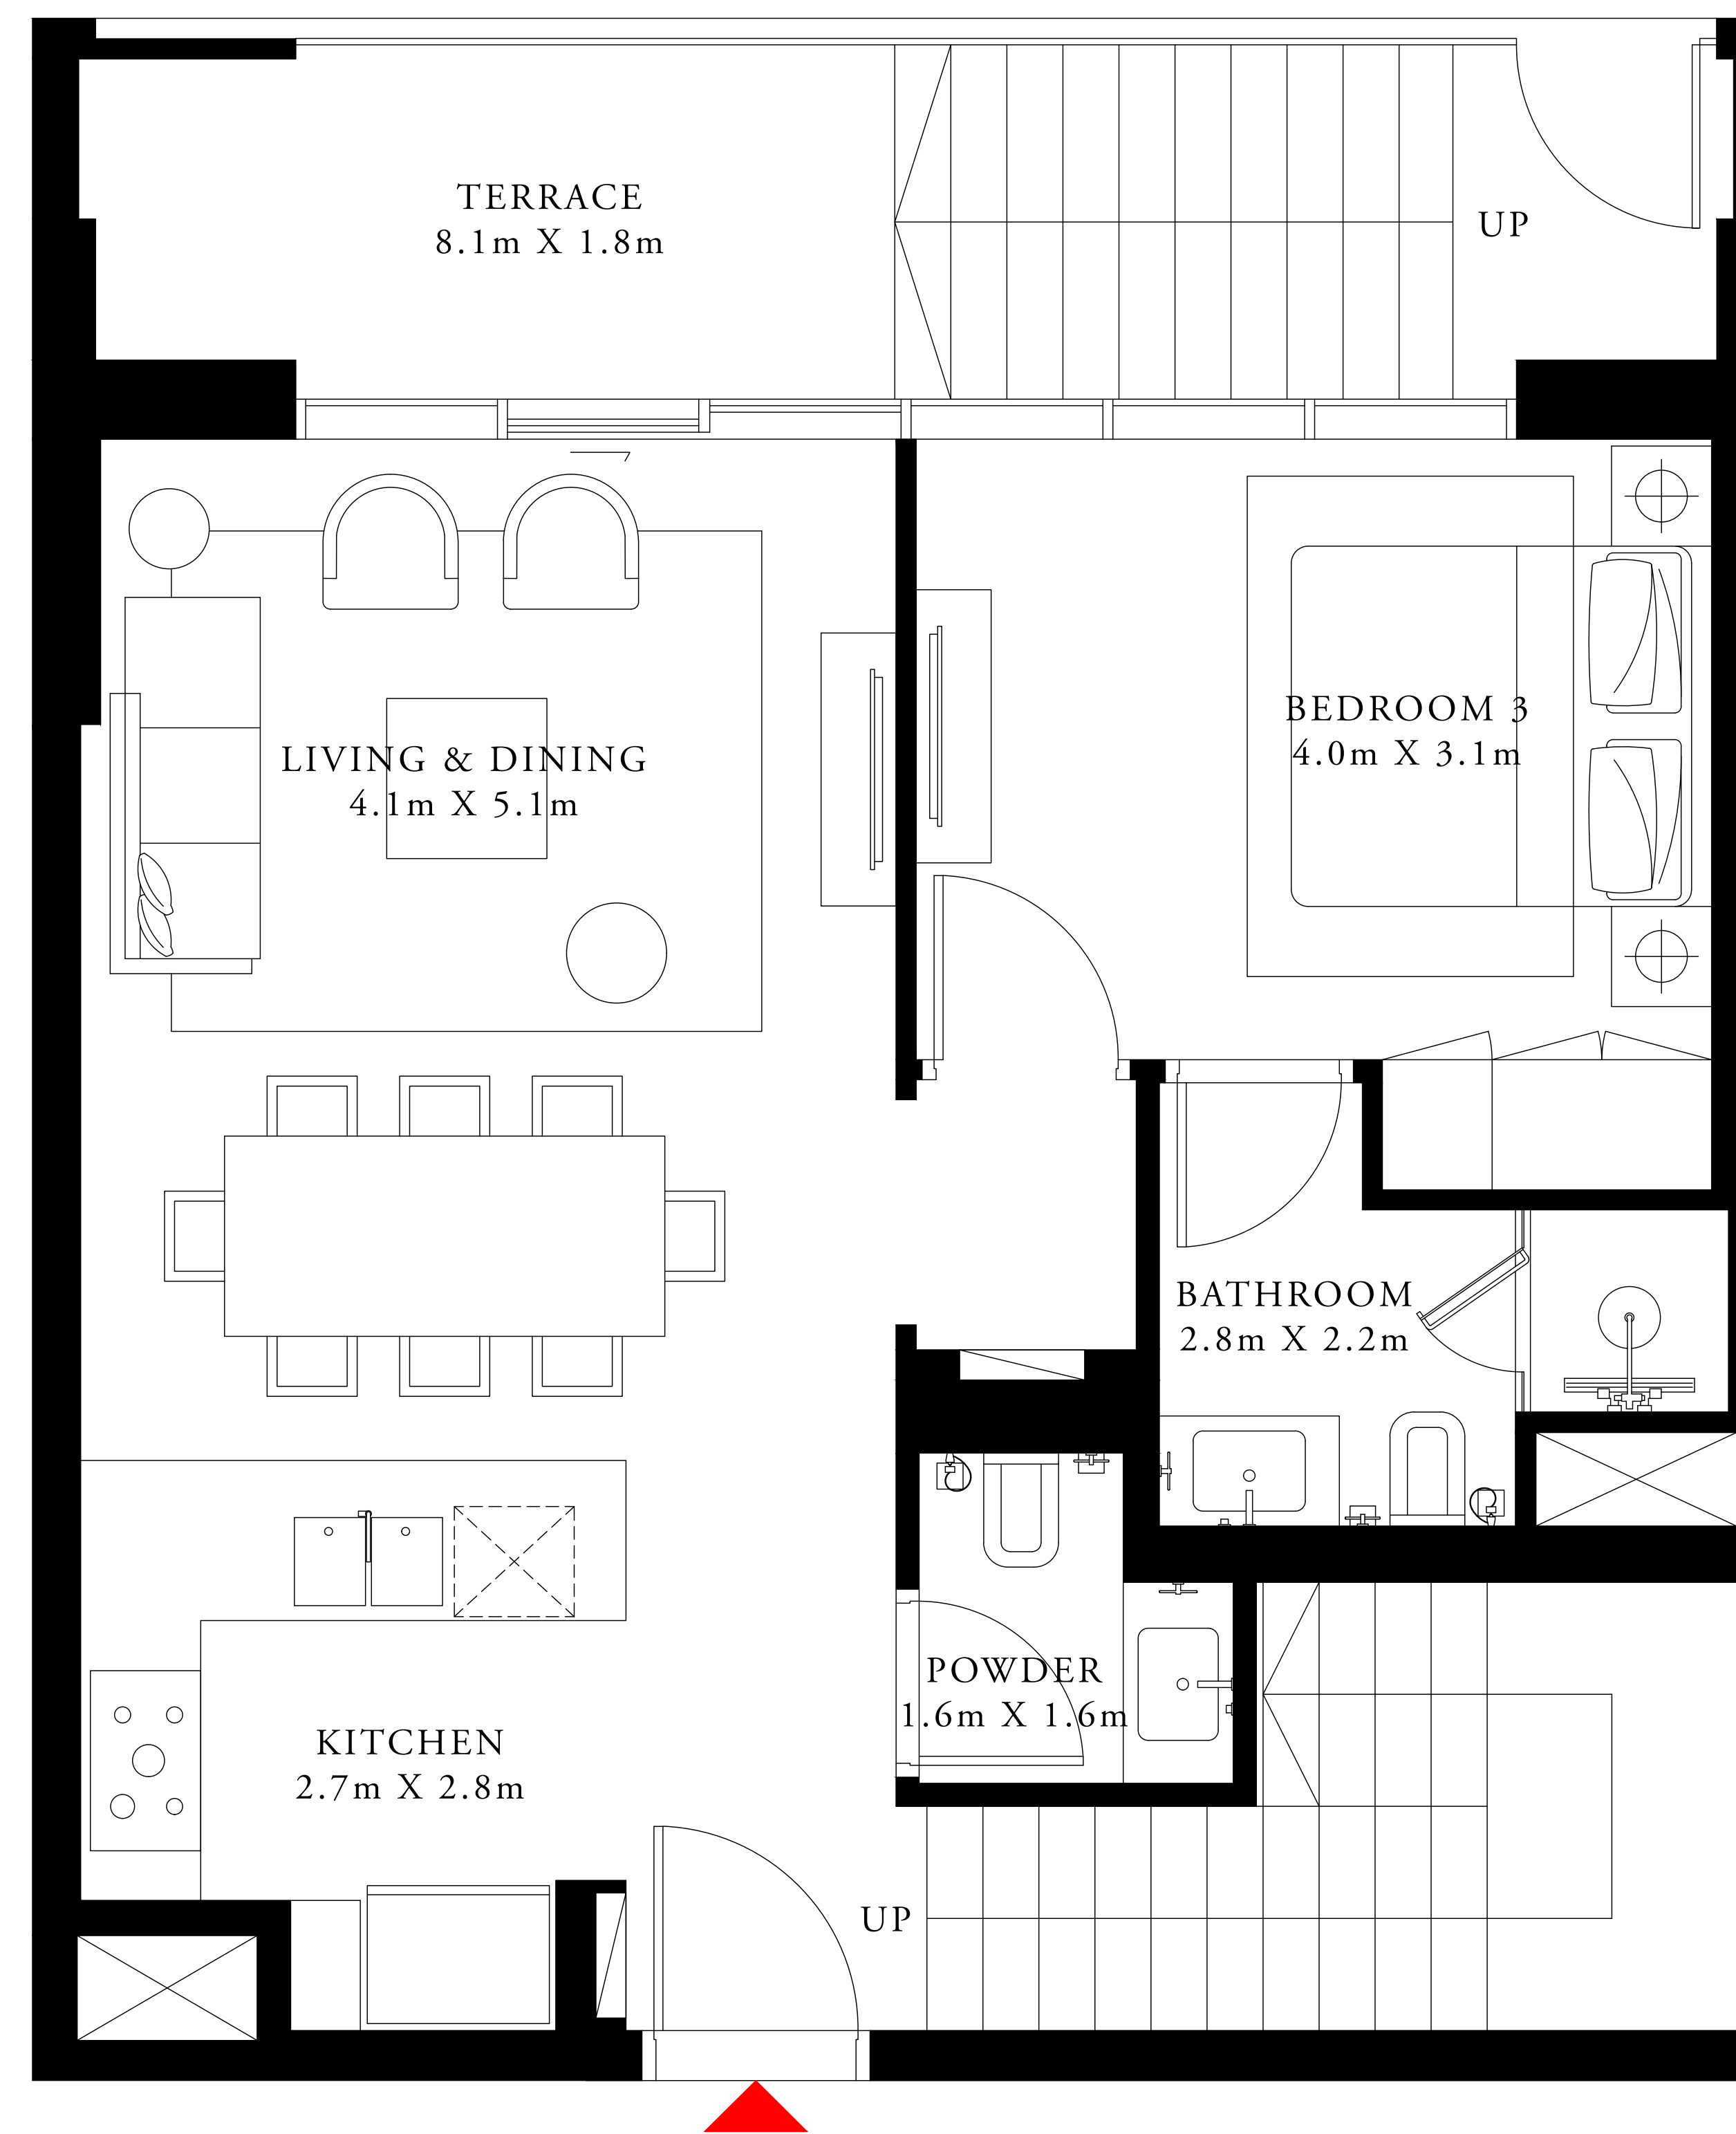 TERRACE
8.1m X 1.8m
UP
BEDROOM 3
4.0m X 3.1m
LIVING & DINING
4.1m X 5.1m
BATHROOM
2.8m X 2.2m
POWDER
1.6m X 1.6m
KITCHEN
2.7m X 2.8m
UP